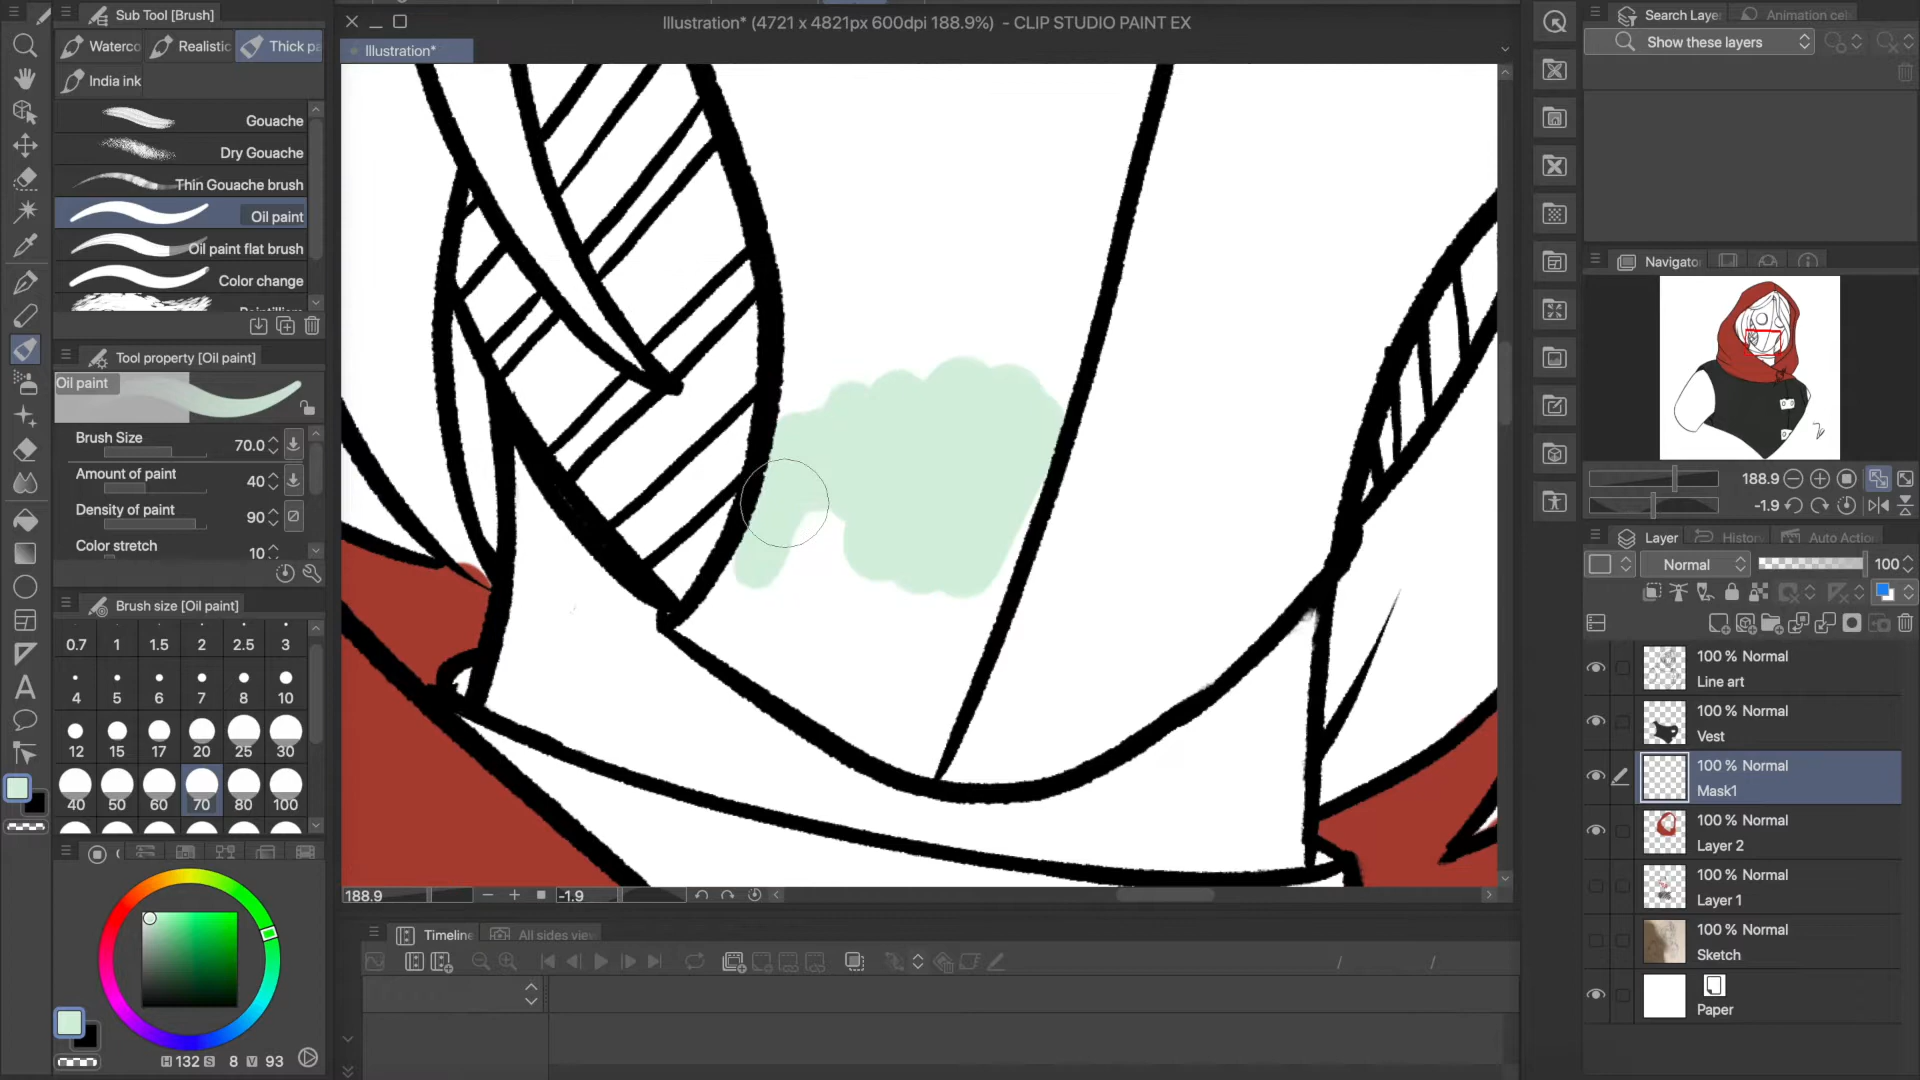 Sub Tool [Brush]
Waterco
Realistic
Thick pa
India ink
Gouache
Dry Gouache
Thin Gouache brush
Oil paint
Oil paint flat brush
Color change
Tool property [Oil paint]
Oil paint
Brush Size
70.0
Amount of paint
40
Density of paint
90
Color stretch
10
Brush size [Oil paint]
0.7 1 1.5 2 2.5 3
4 5 6 7 8 10
12 15 17 20 25 30
40 50 60 70 80 100
H 132 S 8 V 93
Illustration* (4721 x 4821px 600dpi 188.9%) - CLIP STUDIO PAINT EX
Illustration*
188.9
-1.9
Timeline
All sides view
/ /
Search Laye
Animation cel
Show these layers
Navigator
188.9
-1.9
Layer
History
Auto Action
Normal
100
100 % Normal
Line art
100 % Normal
Vest
100 % Normal
Mask1
100 % Normal
Layer 2
100 % Normal
Layer 1
100 % Normal
Sketch
Paper